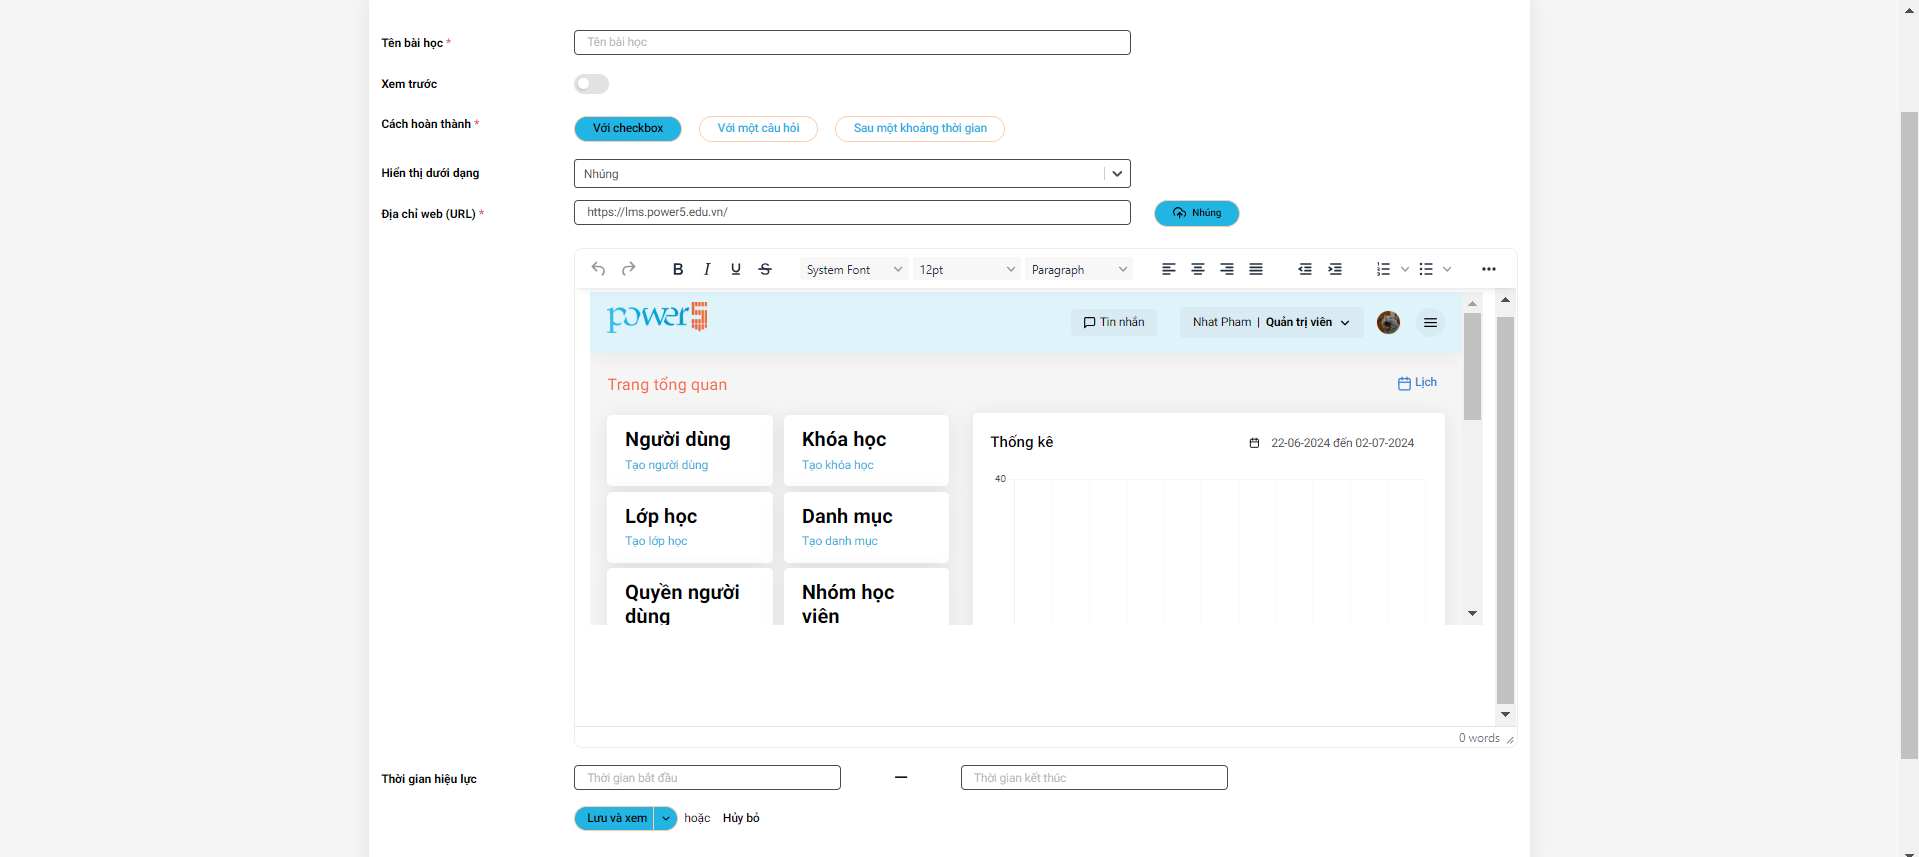 Tên bài học *
Tên bài học
Xem trước
Cách hoàn thành *
Với checkbox
Với một câu hỏi
Sau một khoảng thời gian
Hiển thị dưới dạng
Nhúng
Địa chỉ web (URL) *
https://lms.power5.edu.vn/
Nhúng
B I U S
System Font
12pt
Paragraph
power5
Tin nhắn
Nhat Pham | Quản trị viên
Trang tổng quan
Lịch
Người dùng
Tạo người dùng
Khóa học
Tạo khóa học
Thống kê
22-06-2024 đến 02-07-2024
40
Lớp học
Tạo lớp học
Danh mục
Tạo danh mục
Quyền người
dùng
Nhóm học
viên
0 words
Thời gian hiệu lực
Thời gian bắt đầu
—
Thời gian kết thúc
Lưu và xem
hoặc
Hủy bỏ